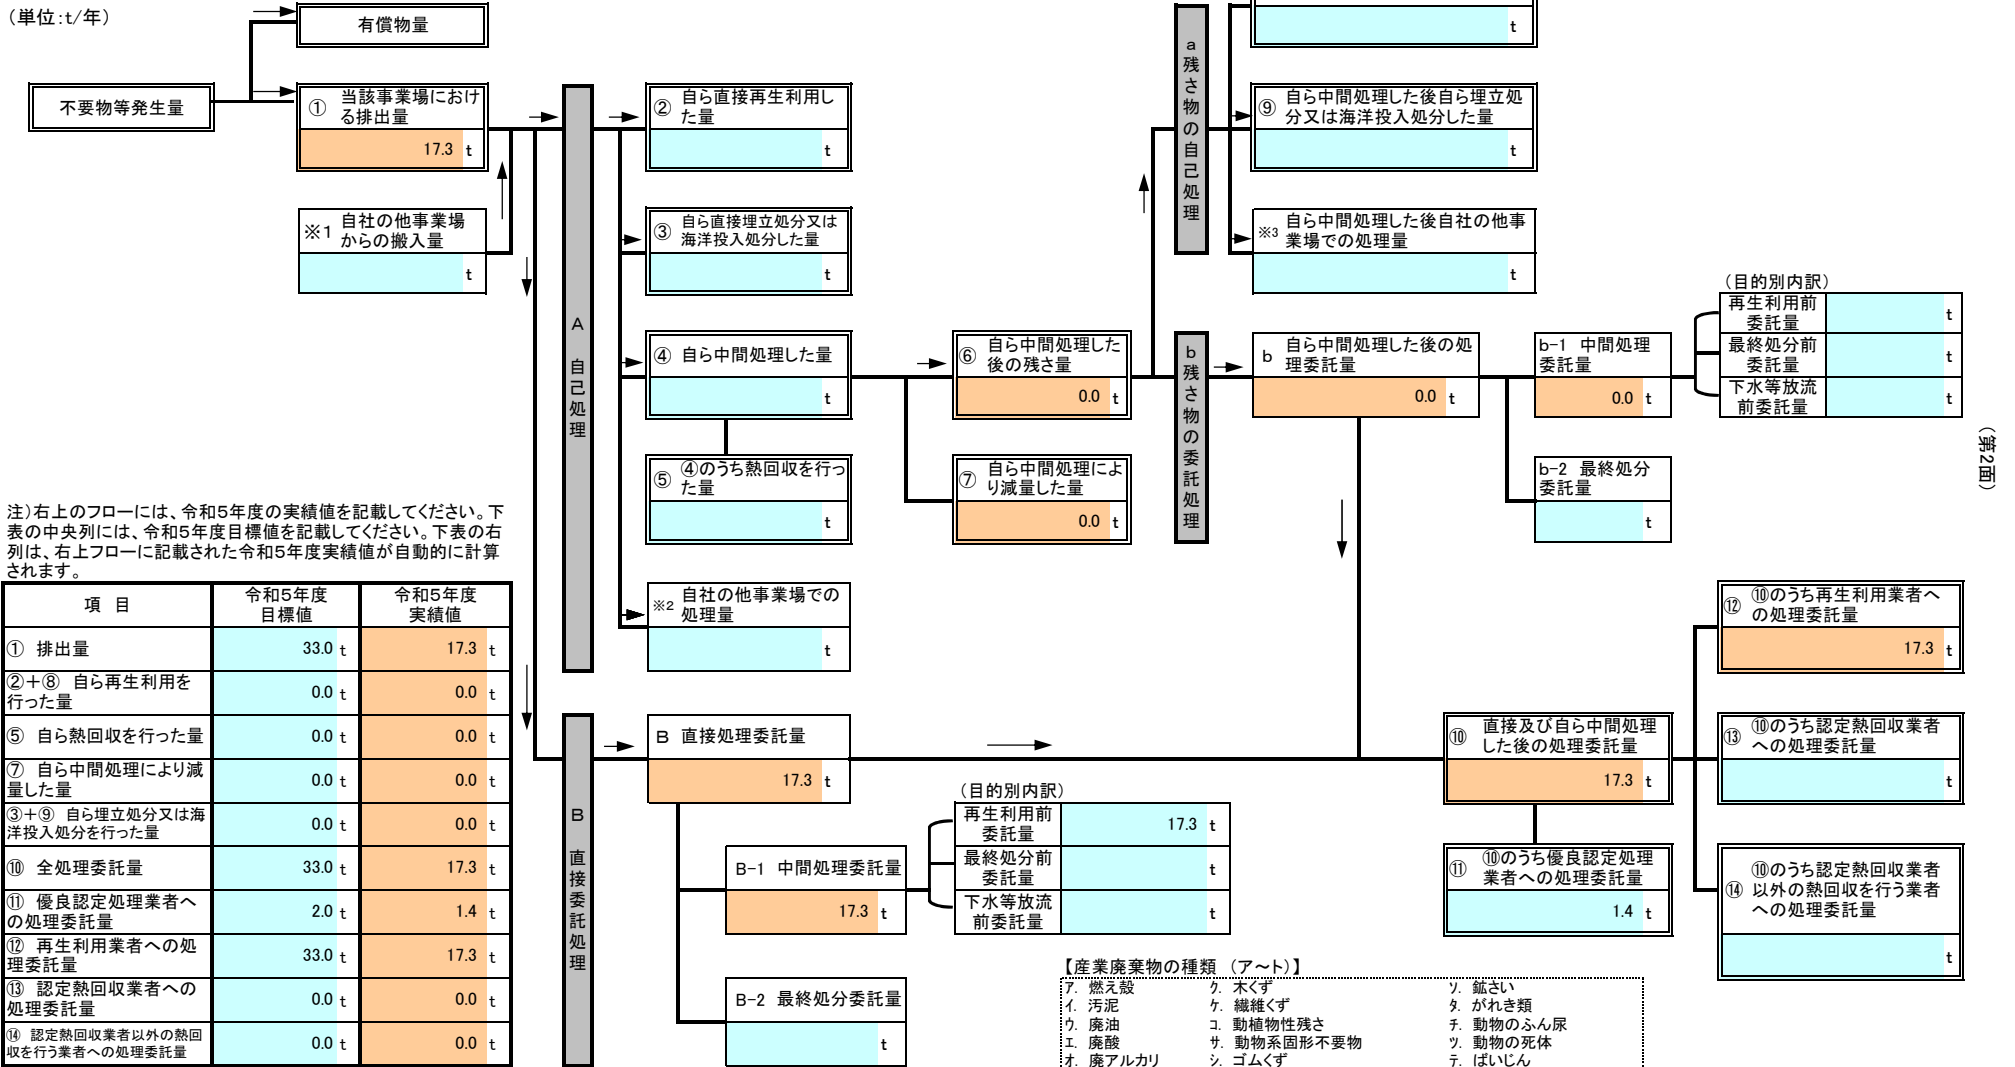 (単位:t/年)
有償物量
不要物等発生量
① 当該事業場におけ
る排出量
17.3 t
※1 自社の他事業場
からの搬入量
t
A 自己処理
② 自ら直接再生利用し
た量
t
③ 自ら直接埋立処分又は
海洋投入処分した量
t
④ 自ら中間処理した量
t
⑤ ④のうち熱回収を行っ
た量
t
※2 自社の他事業場での
処理量
t
⑥ 自ら中間処理した
後の残さ量
0.0 t
⑦ 自ら中間処理によ
り減量した量
0.0 t
a残さ物の自己処理
t
⑨ 自ら中間処理した後自ら埋立処
分又は海洋投入処分した量
t
※3 自ら中間処理した後自社の他事
業場での処理量
t
b残さ物の委託処理
b 自ら中間処理した後の処
理委託量
0.0 t
b-1 中間処理
委託量
0.0 t
b-2 最終処分
委託量
t
(目的別内訳)
再生利用前
委託量
t
最終処分前
委託量
t
下水等放流
前委託量
t
(第2面)
注)右上のフローには、令和5年度の実績値を記載してください。下
表の中央列には、令和5年度目標値を記載してください。下表の右
列は、右上フローに記載された令和5年度実績値が自動的に計算
されます。
項 目 令和5年度
目標値 令和5年度
実績値
① 排出量 33.0 t 17.3 t
②+⑧ 自ら再生利用を
行った量 0.0 t 0.0 t
⑤ 自ら熱回収を行った量 0.0 t 0.0 t
⑦ 自ら中間処理により減
量した量 0.0 t 0.0 t
③+⑨ 自ら埋立処分又は海
洋投入処分を行った量 0.0 t 0.0 t
⑩ 全処理委託量 33.0 t 17.3 t
⑪ 優良認定処理業者へ
の処理委託量 2.0 t 1.4 t
⑫ 再生利用業者への処
理委託量 33.0 t 17.3 t
⑬ 認定熱回収業者への
処理委託量 0.0 t 0.0 t
⑭ 認定熱回収業者以外の熱回
収を行う業者への処理委託量 0.0 t 0.0 t
B 直接委託処理
B 直接処理委託量
17.3 t
B-1 中間処理委託量
17.3 t
B-2 最終処分委託量
t
(目的別内訳)
再生利用前
委託量
17.3 t
最終処分前
委託量
t
下水等放流
前委託量
t
⑩ 直接及び自ら中間処理
した後の処理委託量
17.3 t
⑪ ⑩のうち優良認定処理
業者への処理委託量
1.4 t
⑫ ⑩のうち再生利用業者へ
の処理委託量
17.3 t
⑬ ⑩のうち認定熱回収業者
への処理委託量
t
⑭ ⑩のうち認定熱回収業者
以外の熱回収を行う業者
への処理委託量
t
【産業廃棄物の種類 (ア~ト)】
ア. 燃え殻 ク. 木くず ソ. 鉱さい
イ. 汚泥 ケ. 繊維くず タ. がれき類
ウ. 廃油 コ. 動植物性残さ チ. 動物のふん尿
エ. 廃酸 サ. 動物系固形不要物 ツ. 動物の死体
オ. 廃アルカリ シ. ゴムくず テ. ばいじん